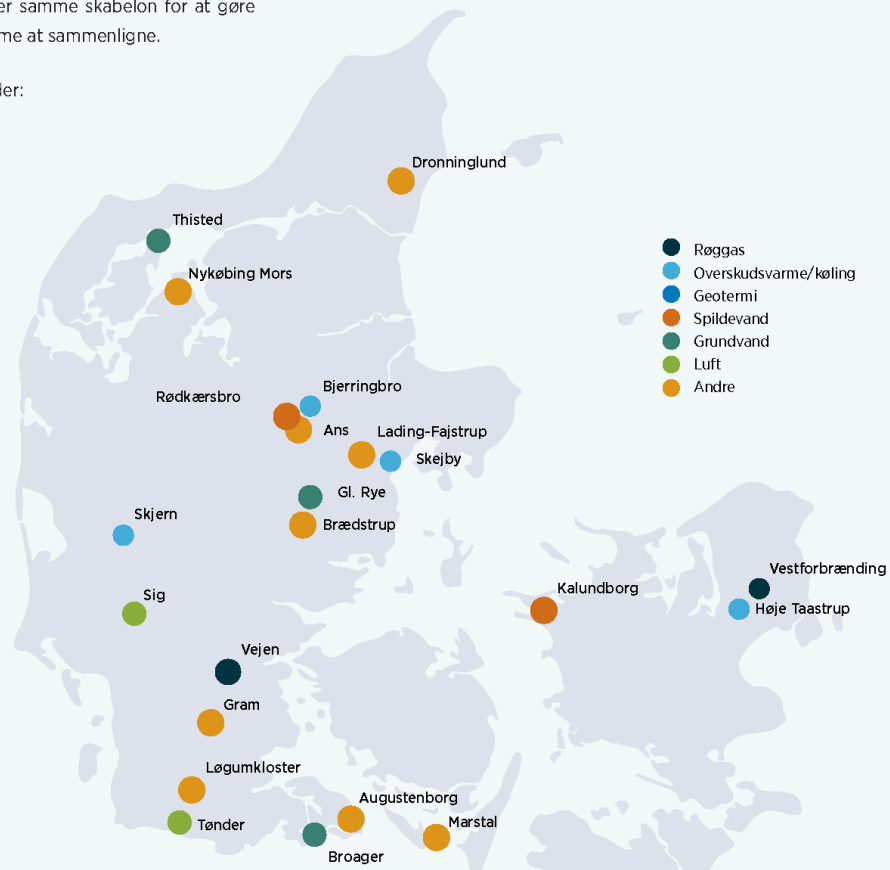 er samme skabelon for at gøre
me at sammenligne.
der:
Dronninglund
Thisted
Nykøbing Mors
Røggas
Overskudsvarme/køling
Geotermi
Spildevand
Grundvand
Luft
Andre
Bjerringbro
Rødkærsbro
Ans
Lading-Fajstrup
Skejby
Gl. Rye
Skjern
Brædstrup
Vestforbrænding
Kalundborg
Sig
Høje Taastrup
Vejen
Gram
Løgumkloster
Augustenborg
Marstal
Tønder
Broager